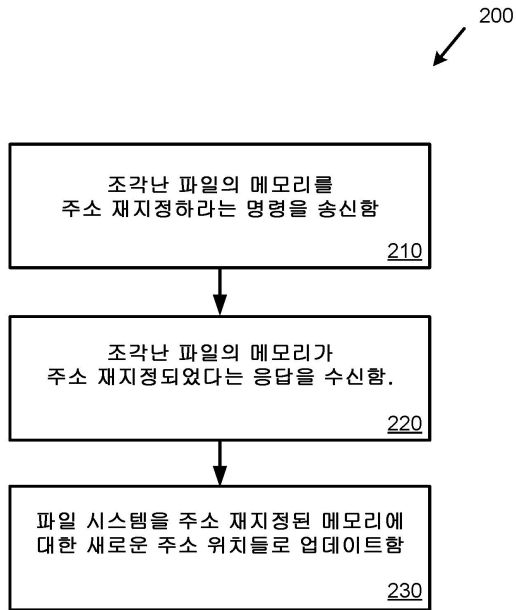 200
조각난 파일의 메모리를
주소 재지정하라는 명령을 송신함
210
조각난 파일의 메모리가
주소 재지정되었다는 응답을 수신함.
220
파일 시스템을 주소 재지정된 메모리에
대한 새로운 주소 위치들로 업데이트함
230